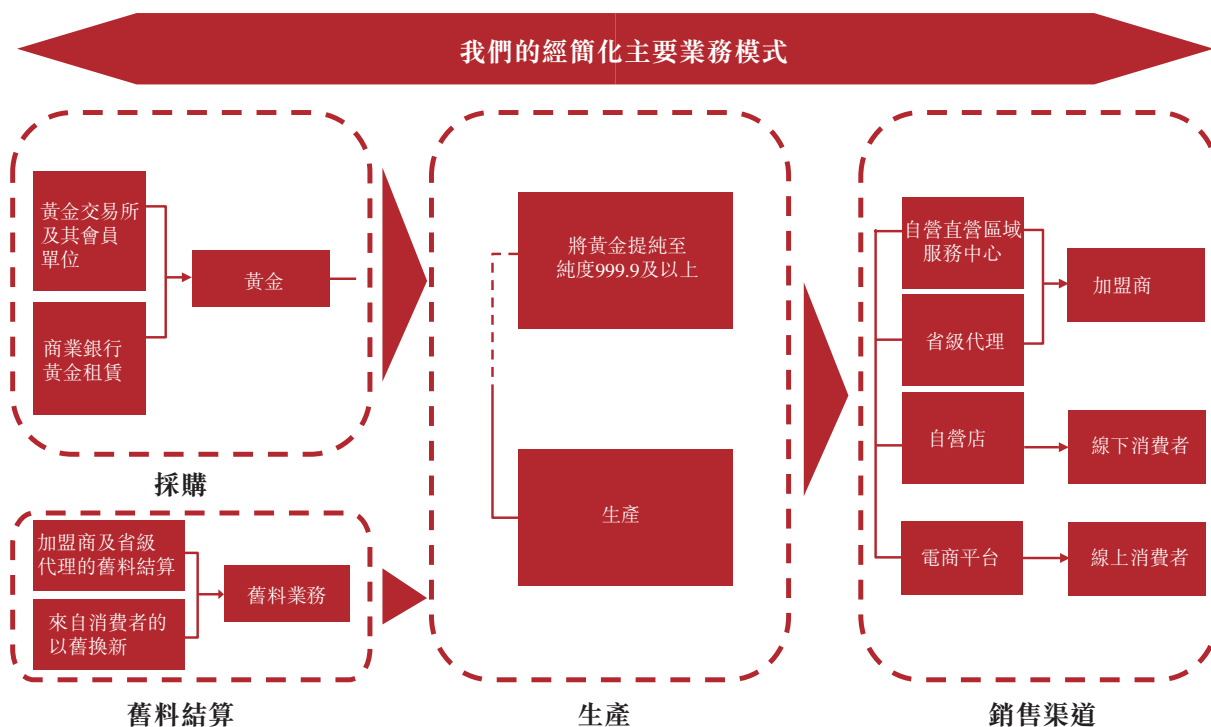 我們的經簡化主要業務模式
黃金交易所
及其會員
單位
商業銀行
黃金租賃
黃金
採購
加盟商及省級
代理的舊料結算
來自消費者的
以舊換新
舊料業務
舊料結算
將黃金提純至
純度999.9及以上
生產
生產
自營直營區域
服務中心
省級代理
加盟商
自營店
線下消費者
電商平台
線上消費者
銷售渠道